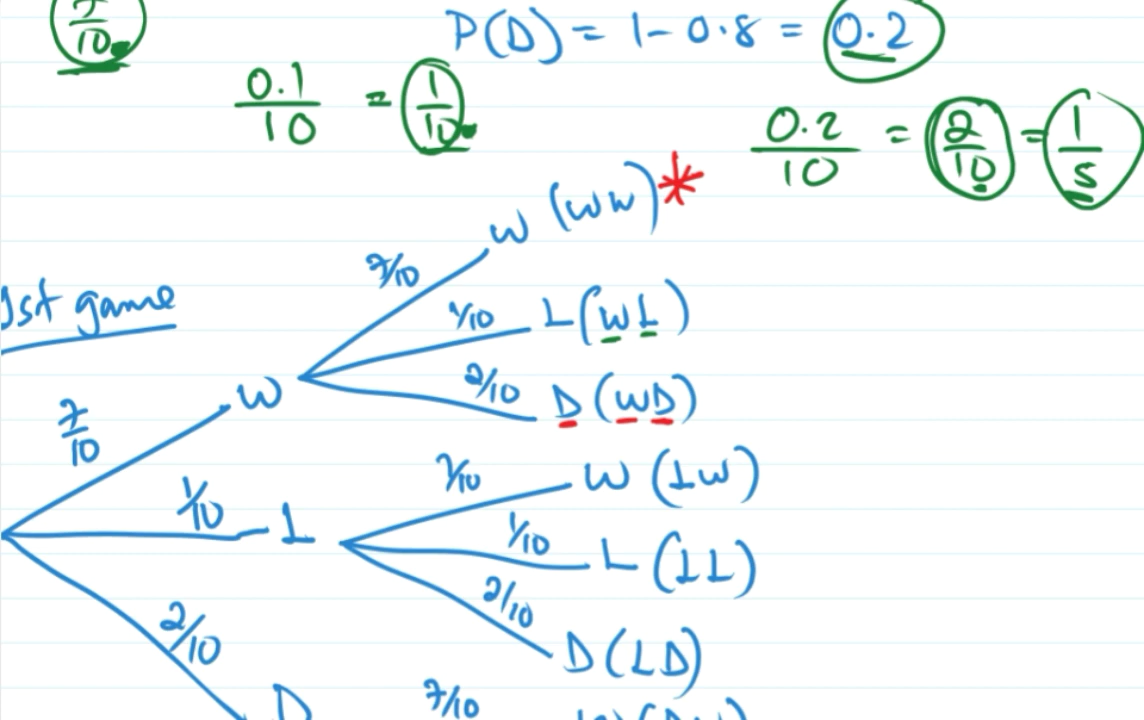 7/10
P(D) = 1 - 0.8 = 0.2
0.1/10 = 1/10
0.2/10 = 2/10 = 1/5
W (WW)*
7/10
1st game
1/10 L(WL)
2/10 D (WD)
W
7/10
7/10 W (LW)
1/10 L
1/10 L (LL)
2/10
2/10 D(LD)
D
7/10